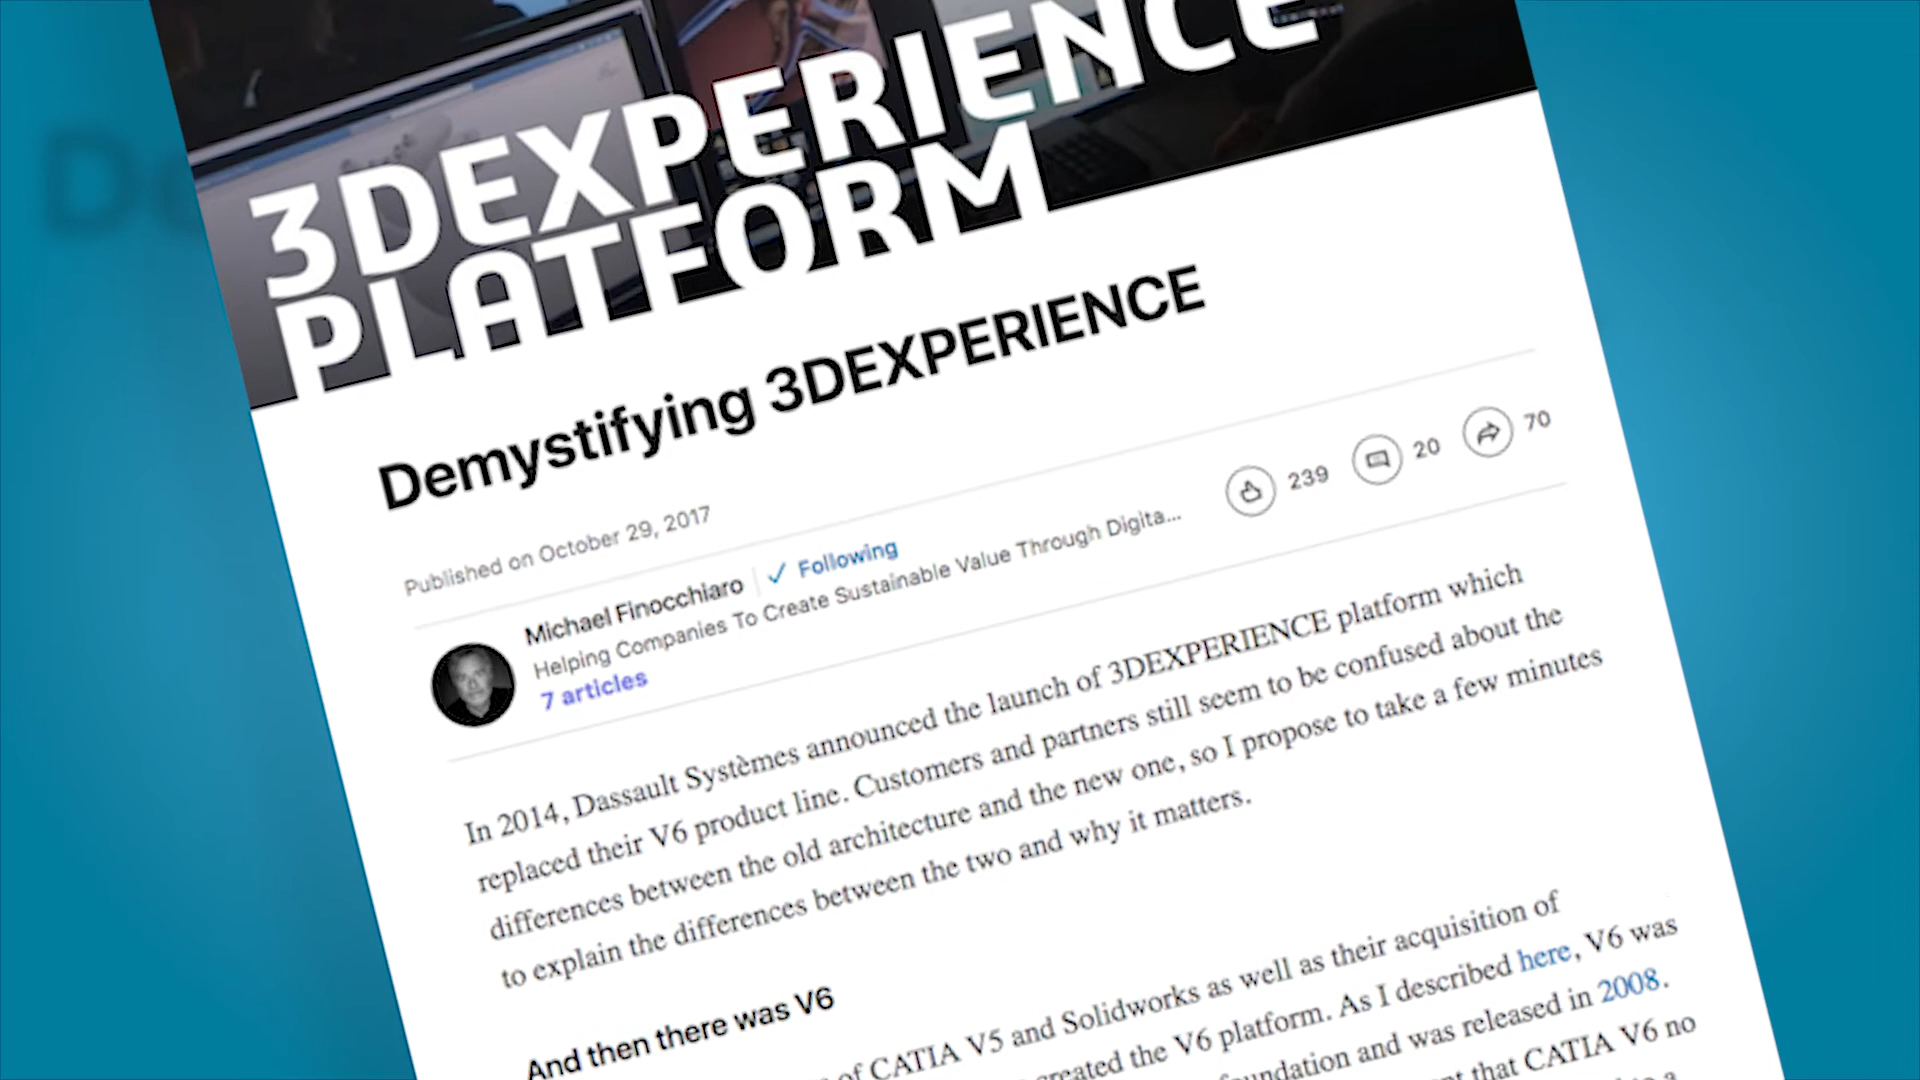 3DEXPERIENCE
PLATFORM
Demystifying 3DEXPERIENCE
Published on October 29, 2017
Michael Finocchiaro
✓ Following
Helping Companies To Create Sustainable Value Through Digita...
7 articles
239
20
70
In 2014, Dassault Systèmes announced the launch of 3DEXPERIENCE platform which
replaced their V6 product line. Customers and partners still seem to be confused about the
differences between the old architecture and the new one, so I propose to take a few minutes
to explain the differences between the two and why it matters.
And then there was V6
of CATIA V5 and Solidworks as well as their acquisition of
created the V6 platform. As I described here, V6 was
foundation and was released in 2008.
that CATIA V6 no